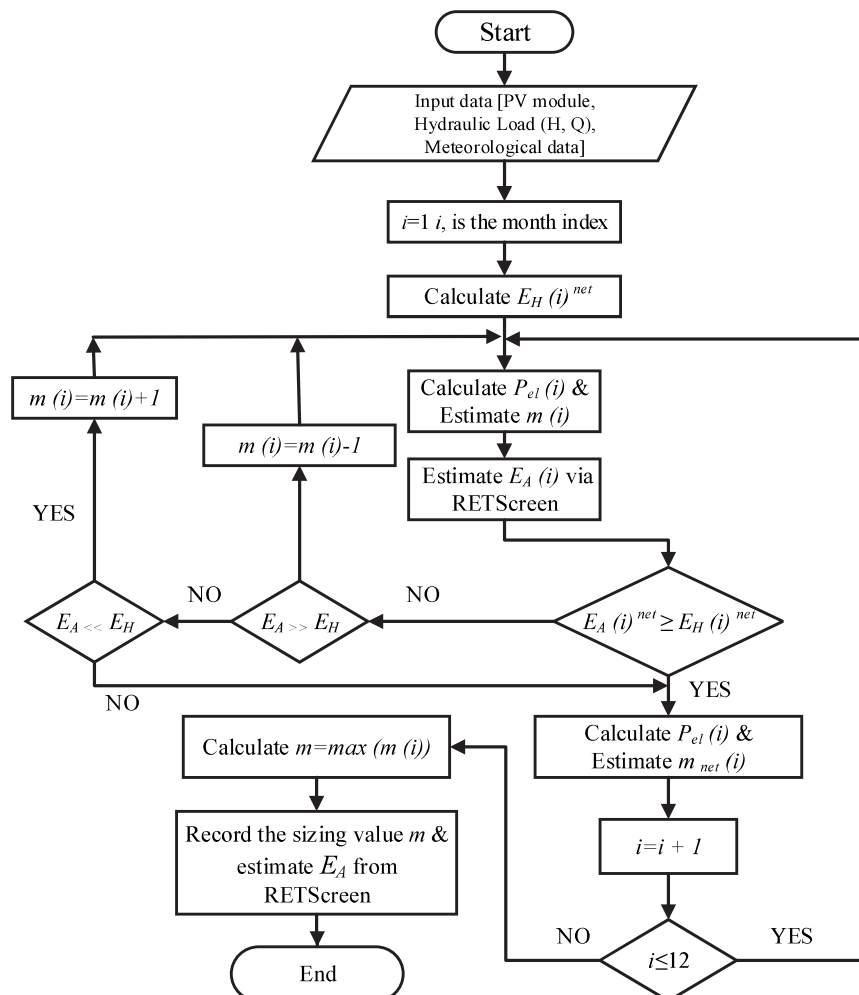 Start
Input data [PV module,
Hydraulic Load (H, Q),
Meteorological data]
i=1 i, is the month index
Calculate E_H (i)^net
m (i)=m (i)+1
Calculate P_el (i) &
Estimate m (i)
m (i)=m (i)-1
Estimate E_A (i) via
RETScreen
YES
NO
NO
E_A << E_H
E_A >> E_H
E_A (i)^net ≥ E_H (i)^net
NO
YES
Calculate m=max (m (i))
Calculate P_el (i) &
Estimate m_net (i)
Record the sizing value m &
estimate E_A from
RETScreen
i=i + 1
NO
YES
i≤12
End